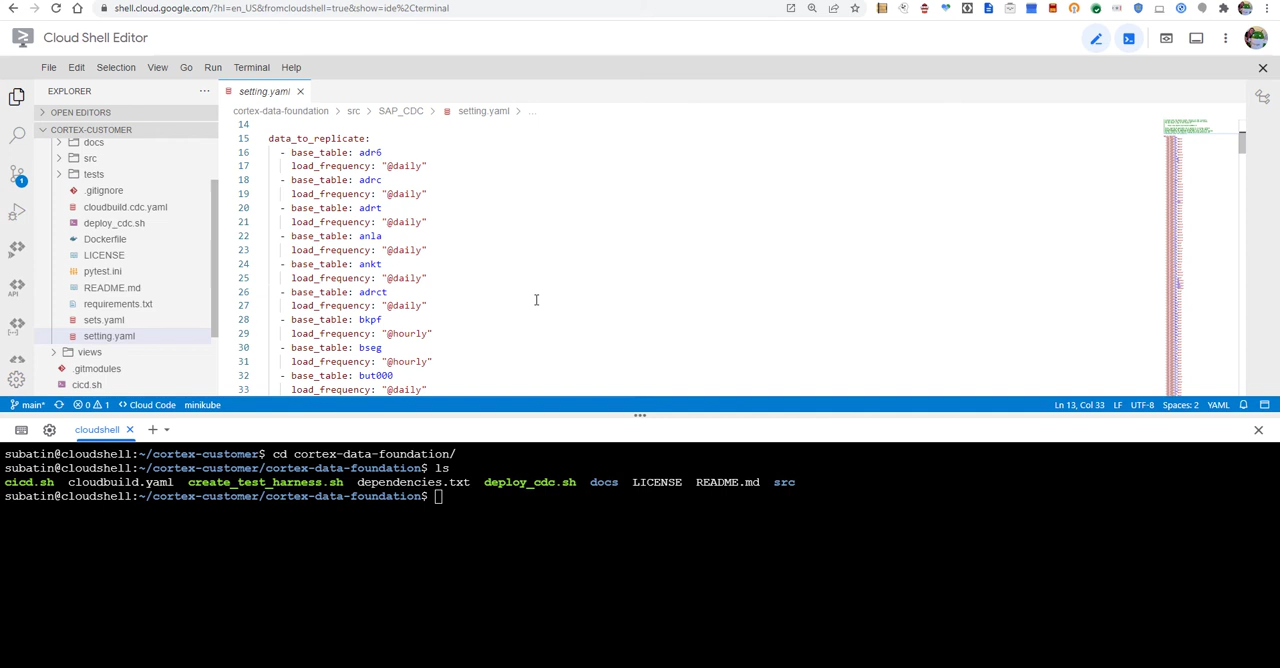 shell.cloud.google.com/?hl=en_US&fromcloudshell=true&show=ide%2Cterminal
Cloud Shell Editor
File Edit Selection View Go Run Terminal Help
EXPLORER
OPEN EDITORS
CORTEX-CUSTOMER
docs
src
tests
.gitignore
cloudbuild.cdc.yaml
deploy_cdc.sh
Dockerfile
LICENSE
pytest.ini
README.md
requirements.txt
sets.yaml
setting.yaml
views
.gitmodules
cicd.sh
1
API
setting.yaml
cortex-data-foundation > src > SAP_CDC > setting.yaml > ...
14
15 data_to_replicate:
16 - base_table: adr6
17 load_frequency: "@daily"
18 - base_table: adrc
19 load_frequency: "@daily"
20 - base_table: adrt
21 load_frequency: "@daily"
22 - base_table: anla
23 load_frequency: "@daily"
24 - base_table: ankt
25 load_frequency: "@daily"
26 - base_table: adrct
27 load_frequency: "@daily"
28 - base_table: bkpf
29 load_frequency: "@hourly"
30 - base_table: bseg
31 load_frequency: "@hourly"
32 - base_table: but000
33 load_frequency: "@daily"
main* 0 1 Cloud Code minikube Ln 13, Col 33 LF UTF-8 Spaces: 2 YAML
cloudshell
subatin@cloudshell:~/cortex-customer$ cd cortex-data-foundation/
subatin@cloudshell:~/cortex-customer/cortex-data-foundation$ ls
cicd.sh cloudbuild.yaml create_test_harness.sh dependencies.txt deploy_cdc.sh docs LICENSE README.md src
subatin@cloudshell:~/cortex-customer/cortex-data-foundation$